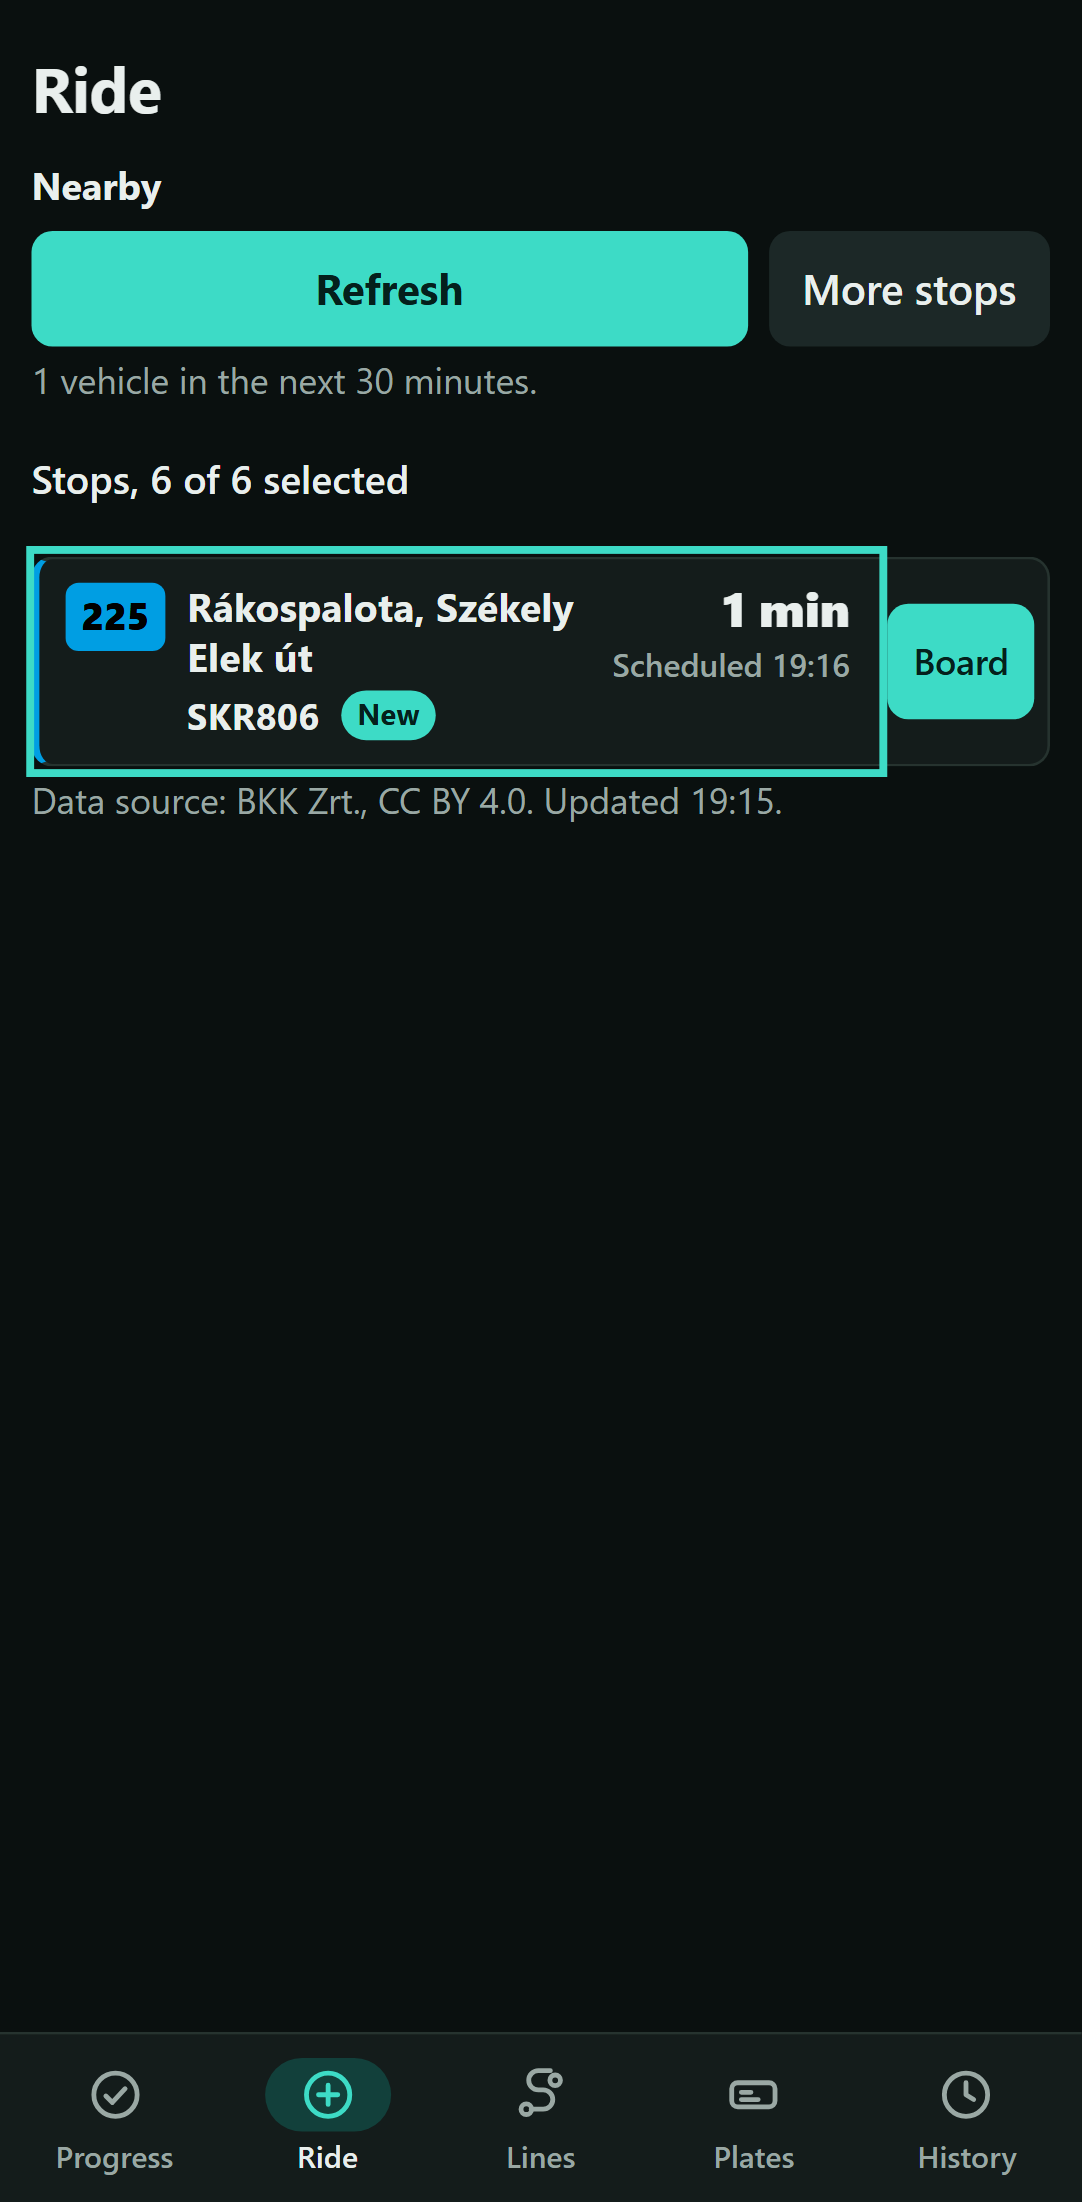 Ride
Nearby
Refresh
More stops
1 vehicle in the next 30 minutes.
Stops, 6 of 6 selected
225
Rákospalota, Székely
Elek út
SKR806 New
1 min
Scheduled 19:16
Board
Data source: BKK Zrt., CC BY 4.0. Updated 19:15.
Progress
Ride
Lines
Plates
History